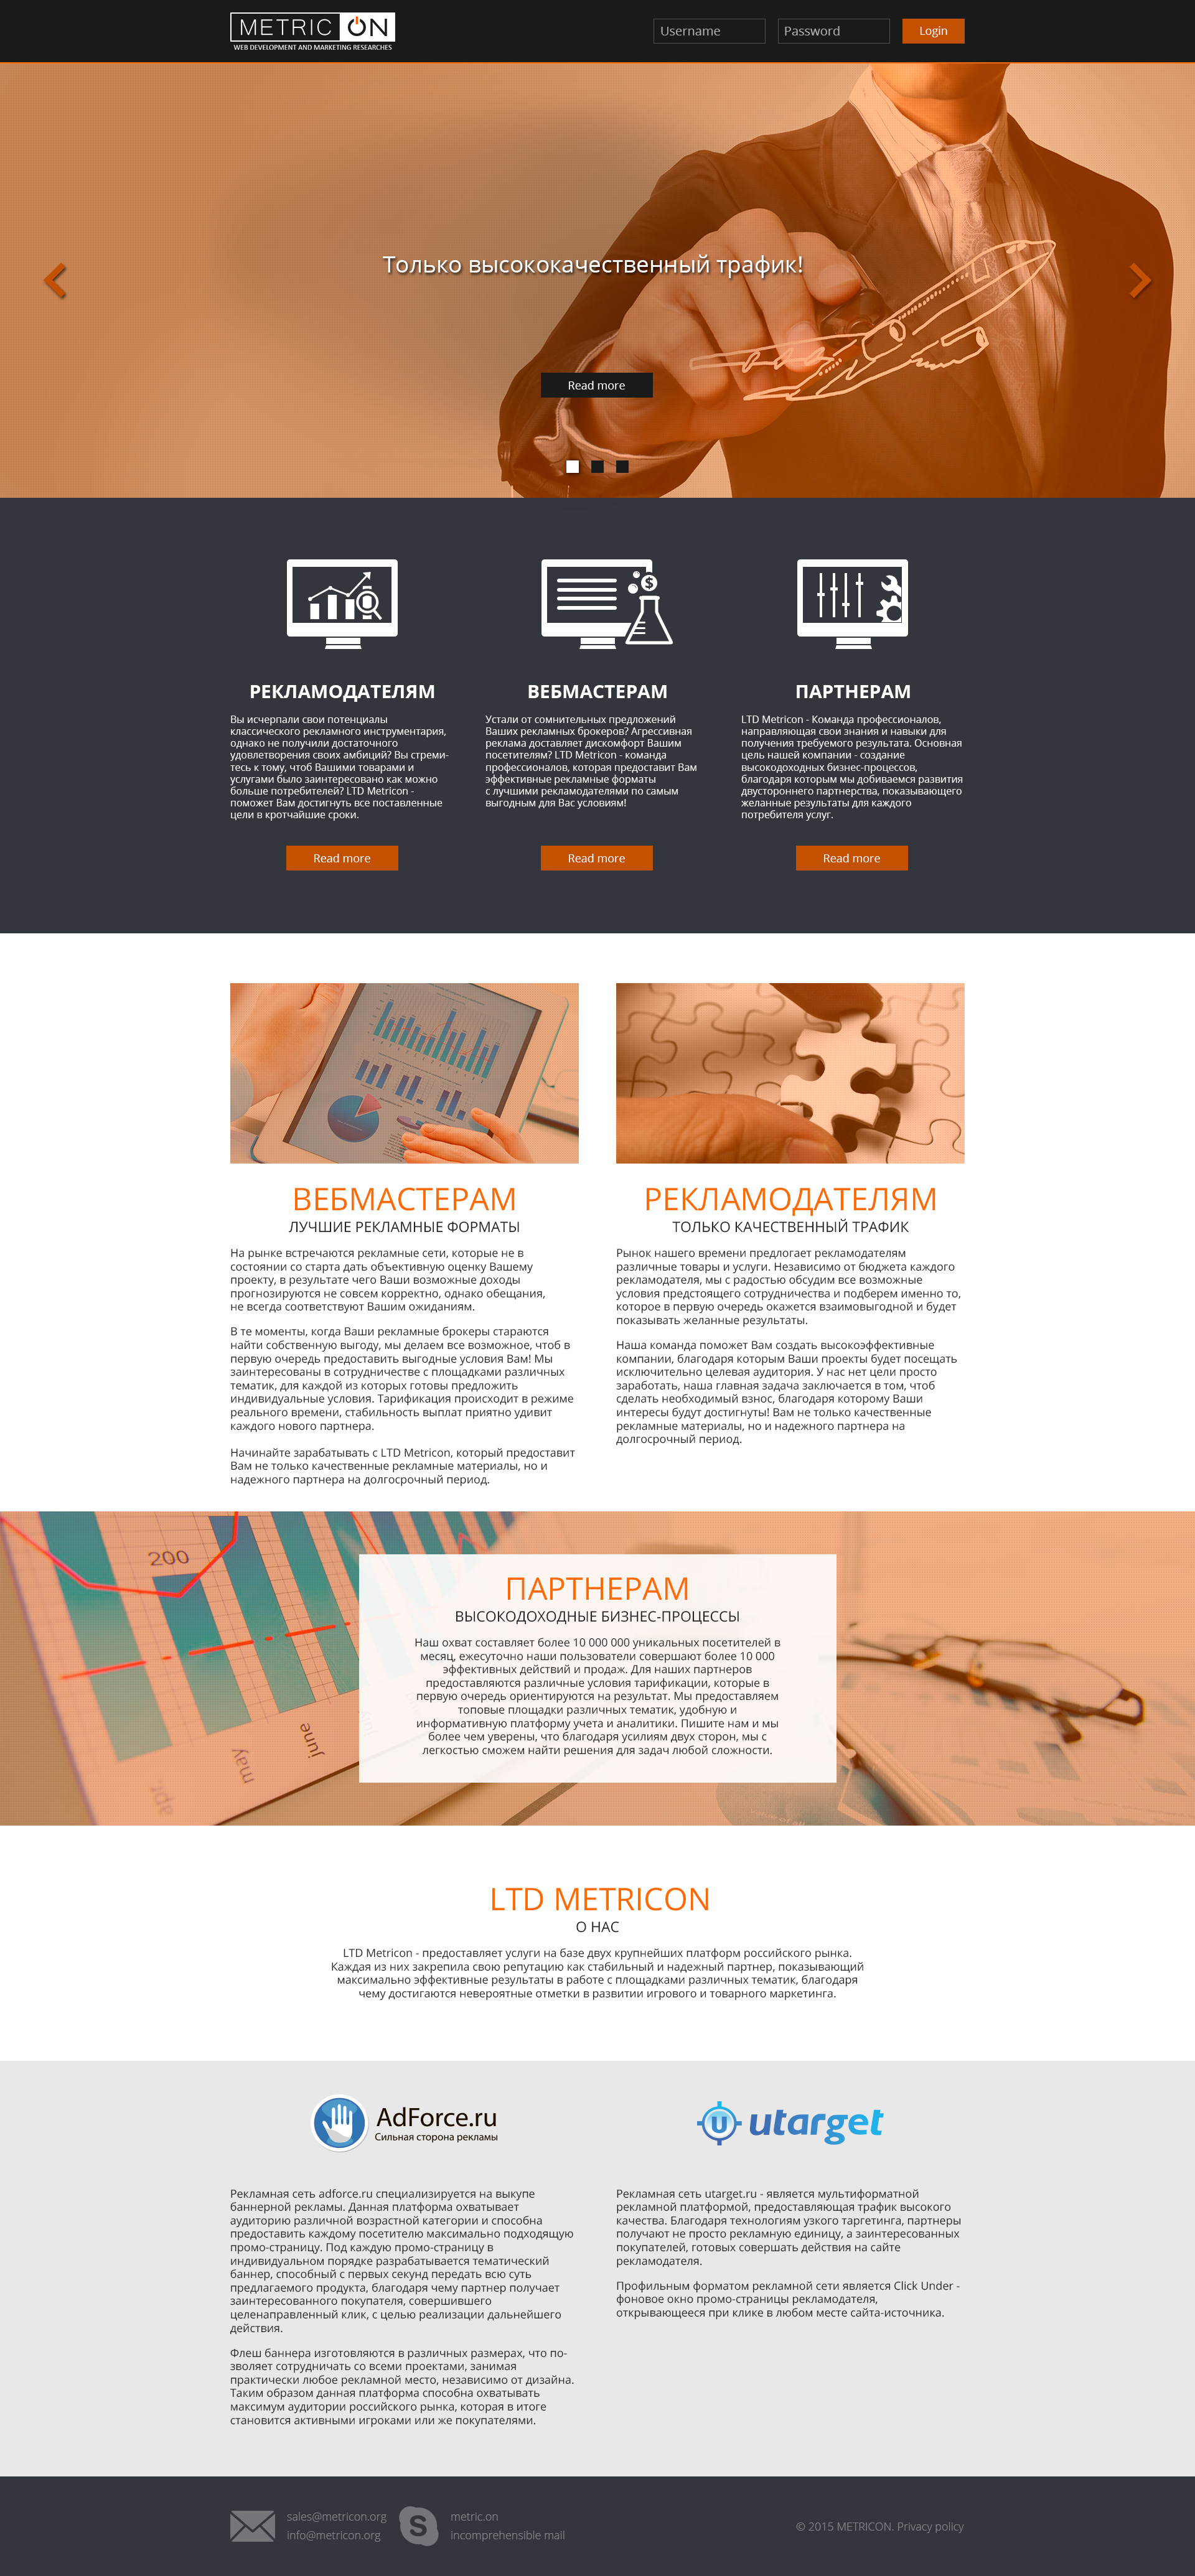 METRIC ON
WEB DEVELOPMENT AND MARKETING RESEARCHES
Username
Password
Login
Только высококачественный трафик!
Read more
РЕКЛАМОДАТЕЛЯМ
Вы исчерпали свои потенциалы
классического рекламного инструментария,
однако не получили достаточного
удовлетворения своих амбиций? Вы стреми-
тесь к тому, чтоб Вашими товарами и
услугами было заинтересовано как можно
больше потребителей? LTD Metricon -
поможет Вам достигнуть все поставленные
цели в кротчайшие сроки.
Read more
ВЕБМАСТЕРАМ
Устали от сомнительных предложений
Ваших рекламных брокеров? Агрессивная
реклама доставляет дискомфорт Вашим
посетителям? LTD Metricon - команда
профессионалов, которая предоставит Вам
эффективные рекламные форматы
с лучшими рекламодателями по самым
выгодным для Вас условиям!
Read more
ПАРТНЕРАМ
LTD Metricon - Команда профессионалов,
направляющая свои знания и навыки для
получения требуемого результата. Основная
цель нашей компании - создание
высокодоходных бизнес-процессов,
благодаря которым мы добиваемся развития
двустороннего партнерства, показывающего
желанные результаты для каждого
потребителя услуг.
Read more
ВЕБМАСТЕРАМ
ЛУЧШИЕ РЕКЛАМНЫЕ ФОРМАТЫ
На рынке встречаются рекламные сети, которые не в
состоянии со старта дать объективную оценку Вашему
проекту, в результате чего Ваши возможные доходы
прогнозируются не совсем корректно, однако обещания,
не всегда соответствуют Вашим ожиданиям.
В те моменты, когда Ваши рекламные брокеры стараются
найти собственную выгоду, мы делаем все возможное, чтоб в
первую очередь предоставить выгодные условия Вам! Мы
заинтересованы в сотрудничестве с площадками различных
тематик, для каждой из которых готовы предложить
индивидуальные условия. Тарификация происходит в режиме
реального времени, стабильность выплат приятно удивит
каждого нового партнера.
Начинайте зарабатывать с LTD Metricon, который предоставит
Вам не только качественные рекламные материалы, но и
надежного партнера на долгосрочный период.
РЕКЛАМОДАТЕЛЯМ
ТОЛЬКО КАЧЕСТВЕННЫЙ ТРАФИК
Рынок нашего времени предлогает рекламодателям
различные товары и услуги. Независимо от бюджета каждого
рекламодателя, мы с радостью обсудим все возможные
условия предстоящего сотрудничества и подберем именно то,
которое в первую очередь окажется взаимовыгодной и будет
показывать желанные результаты.
Наша команда поможет Вам создать высокоэффективные
компании, благодаря которым Ваши проекты будет посещать
исключительно целевая аудитория. У нас нет цели просто
заработать, наша главная задача заключается в том, чтоб
сделать необходимый взнос, благодаря которому Ваши
интересы будут достигнуты! Вам не только качественные
рекламные материалы, но и надежного партнера на
долгосрочный период.
200
june
may
apr.
ПАРТНЕРАМ
ВЫСОКОДОХОДНЫЕ БИЗНЕС-ПРОЦЕССЫ
Наш охват составляет более 10 000 000 уникальных посетителей в
месяц, ежесуточно наши пользователи совершают более 10 000
эффективных действий и продаж. Для наших партнеров
предоставляются различные условия тарификации, которые в
первую очередь ориентируются на результат. Мы предоставляем
топовые площадки различных тематик, удобную и
информативную платформу учета и аналитики. Пишите нам и мы
более чем уверены, что благодаря усилиям двух сторон, мы с
легкостью сможем найти решения для задач любой сложности.
LTD METRICON
О НАС
LTD Metricon - предоставляет услуги на базе двух крупнейших платформ российского рынка.
Каждая из них закрепила свою репутацию как стабильный и надежный партнер, показывающий
максимально эффективные результаты в работе с площадками различных тематик, благодаря
чему достигаются невероятные отметки в развитии игрового и товарного маркетинга.
AdForce.ru
Сильная сторона рекламы
Рекламная сеть adforce.ru специализируется на выкупе
баннерной рекламы. Данная платформа охватывает
аудиторию различной возрастной категории и способна
предоставить каждому посетителю максимально подходящую
промо-страницу. Под каждую промо-страницу в
индивидуальном порядке разрабатывается тематический
баннер, способный с первых секунд передать всю суть
предлагаемого продукта, благодаря чему партнер получает
заинтересованного покупателя, совершившего
целенаправленный клик, с целью реализации дальнейшего
действия.
Флеш баннера изготовляются в различных размерах, что по-
зволяет сотрудничать со всеми проектами, занимая
практически любое рекламной место, независимо от дизайна.
Таким образом данная платформа способна охватывать
максимум аудитории российского рынка, которая в итоге
становится активными игроками или же покупателями.
utarget
Рекламная сеть utarget.ru - является мультиформатной
рекламной платформой, предоставляющая трафик высокого
качества. Благодаря технологиям узкого таргетинга, партнеры
получают не просто рекламную единицу, а заинтересованных
покупателей, готовых совершать действия на сайте
рекламодателя.
Профильным форматом рекламной сети является Click Under -
фоновое окно промо-страницы рекламодателя,
открывающееся при клике в любом месте сайта-источника.
sales@metricon.org
info@metricon.org
metric.on
incomprehensible mail
© 2015 METRICON. Privacy policy